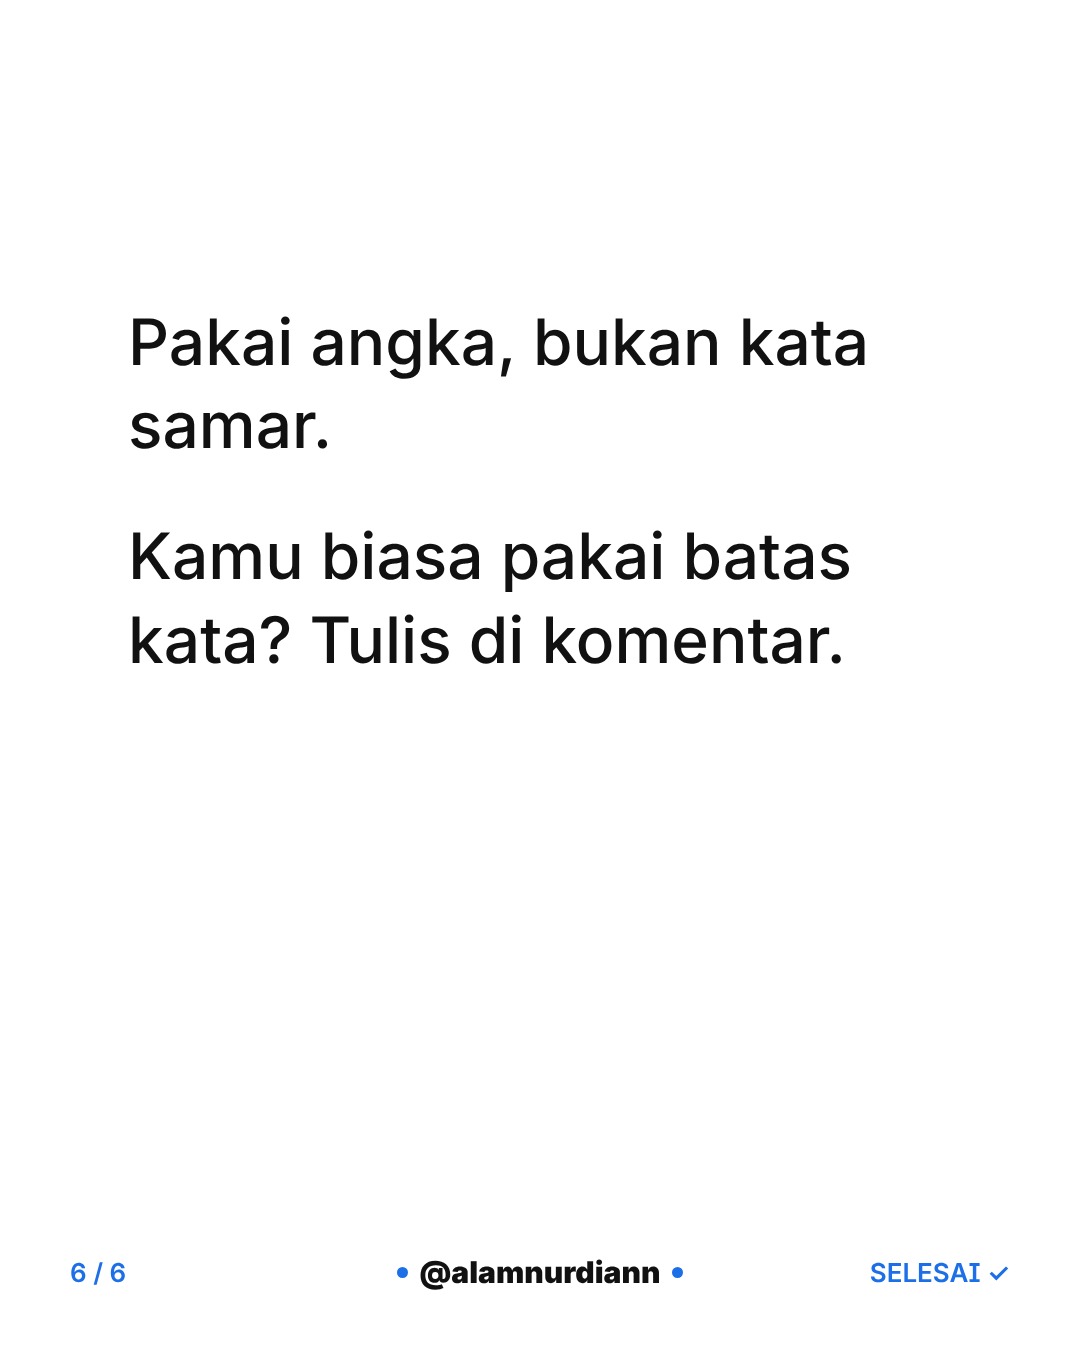 Pakai angka, bukan kata
samar.
Kamu biasa pakai batas
kata? Tulis di komentar.
6 / 6
• @alamnurdiann •
SELESAI ✓